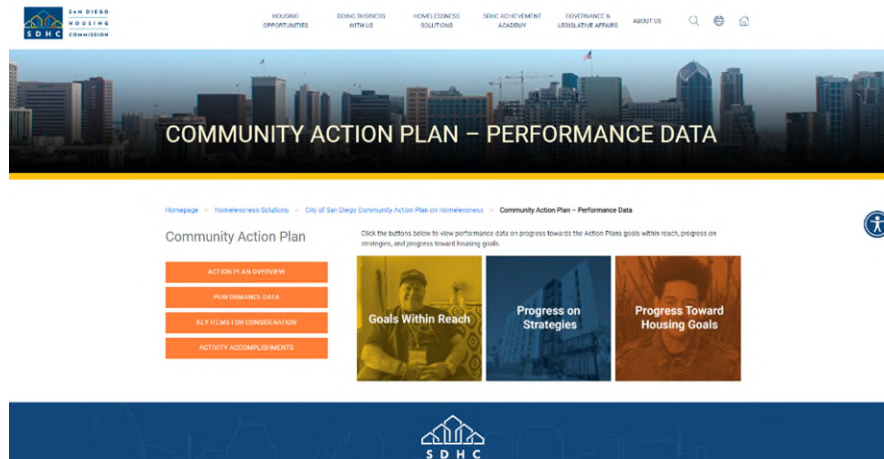 SAN DIEGO
HOUSING
COMMISSION
SDHC
HOUSING
OPPORTUNITIES
DOING BUSINESS
WITH US
HOMELESSNESS
SOLUTIONS
SDHC ACHIEVEMENT
ACADEMY
GOVERNANCE &
LEGISLATIVE AFFAIRS
ABOUT US
COMMUNITY ACTION PLAN – PERFORMANCE DATA
Homepage > Homelessness Solutions > City of San Diego Community Action Plan on Homelessness > Community Action Plan – Performance Data
Community Action Plan
ACTION PLAN OVERVIEW
PERFORMANCE DATA
KEY ITEMS FOR CONSIDERATION
ACTIVITY ACCOMPLISHMENTS
Click the buttons below to view performance data on progress towards the Action Plans goals within reach, progress on
strategies, and progress toward housing goals.
Goals Within Reach
Progress on
Strategies
Progress Toward
Housing Goals
SDHC